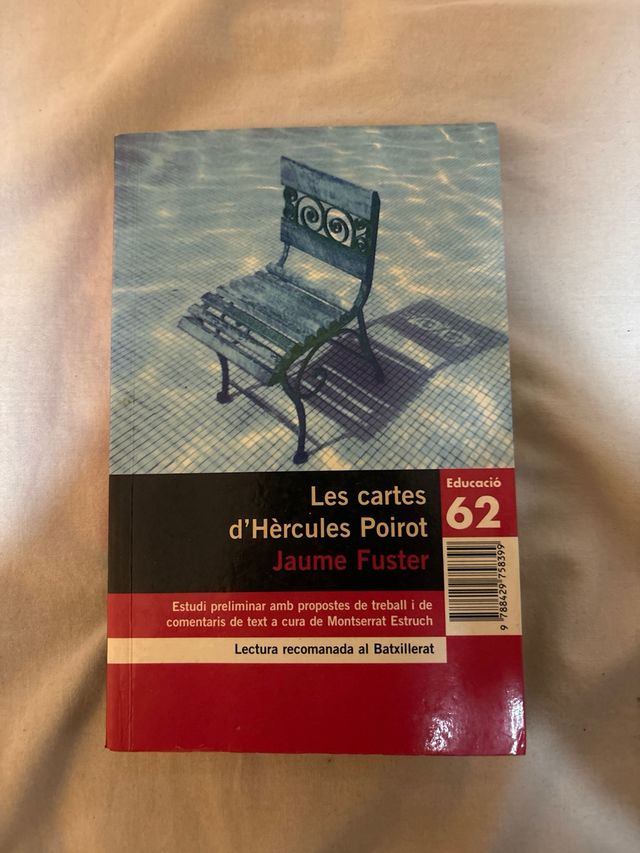 Les cartes
d'Hèrcules Poirot
Jaume Fuster
Educació
62
9 788429 758399
Estudi preliminar amb propostes de treball i de
comentaris de text a cura de Montserrat Estruch
Lectura recomanada al Batxillerat